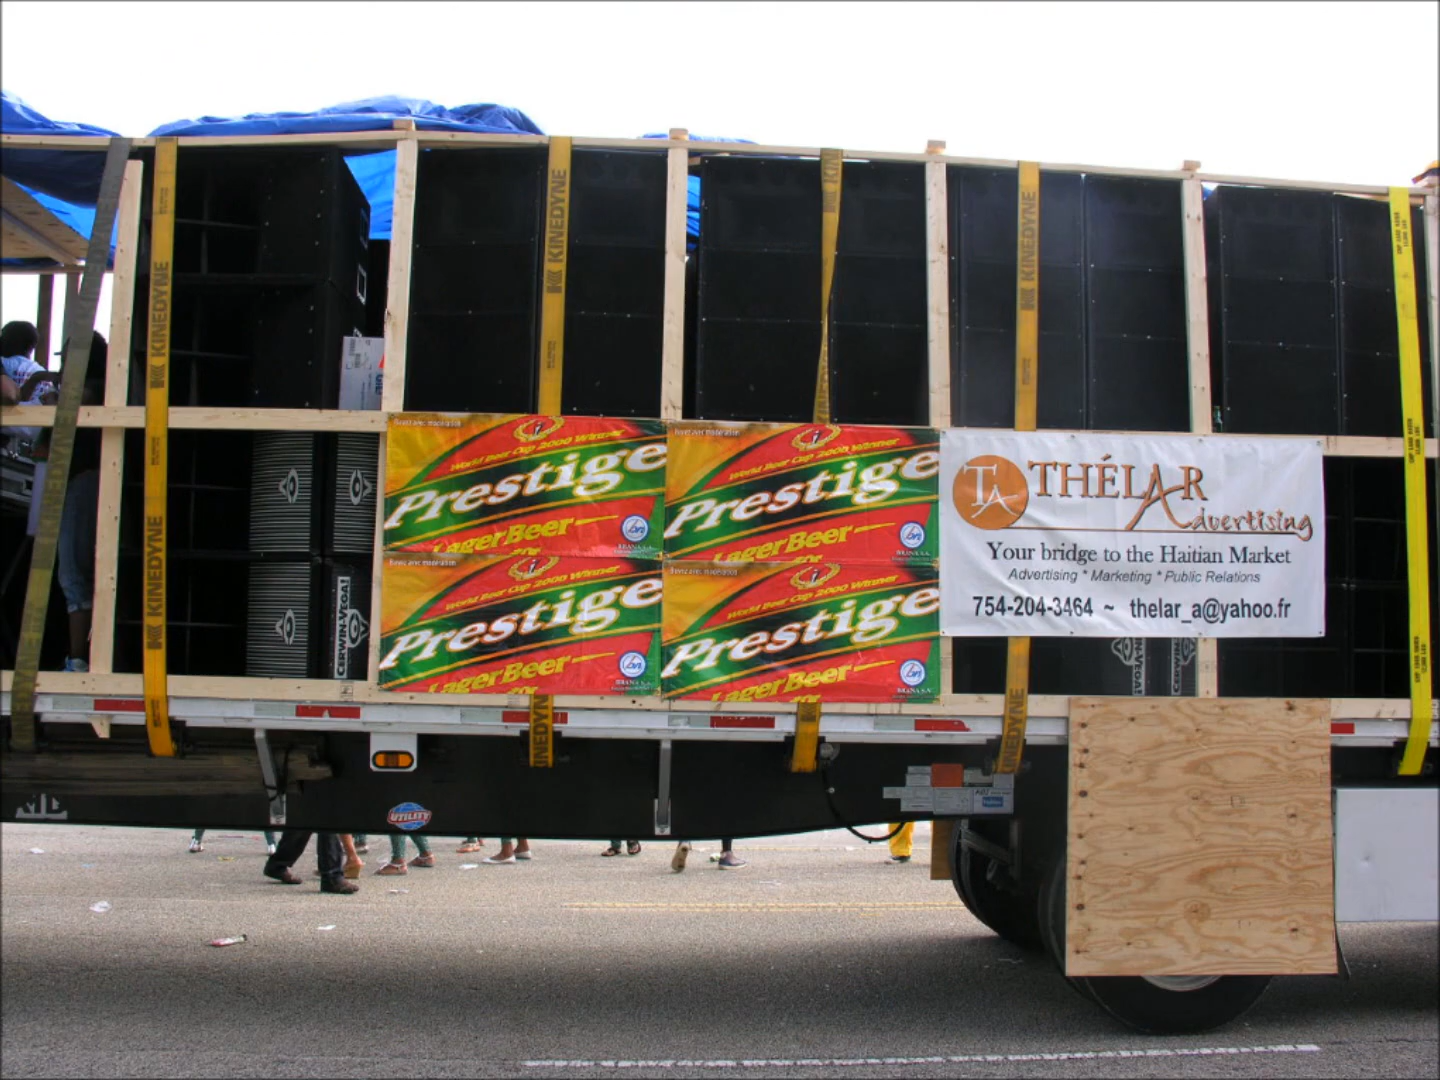 KINEDYNE
KINEDYNE
KINEDYNE
KINEDYNE
KINEDYNE
CERWIN-VEGA!
World Beer Cup 2000 Winner
Prestige
Lager Beer
World Beer Cup 2000 Winner
Prestige
Lager Beer
World Beer Cup 2000 Winner
Prestige
Lager Beer
World Beer Cup 2000 Winner
Prestige
Lager Beer
TA THÉLAR
Advertising
Your bridge to the Haitian Market
Advertising * Marketing * Public Relations
754-204-3464 ~ thelar_a@yahoo.fr
UTILITY